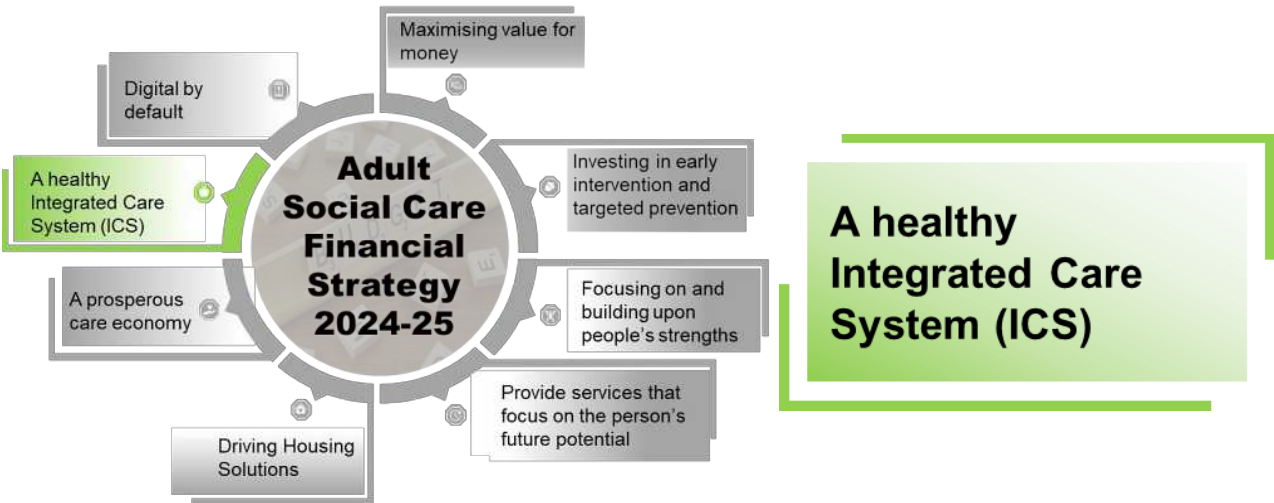 Maximising value for
money
Digital by
default
Investing in early
intervention and
targeted prevention
A healthy
Integrated Care
System (ICS)
Adult
Social Care
Financial
Strategy
2024-25
A prosperous
care economy
Focusing on and
building upon
people's strengths
Provide services that
focus on the person's
future potential
Driving Housing
Solutions
A healthy
Integrated Care
System (ICS)